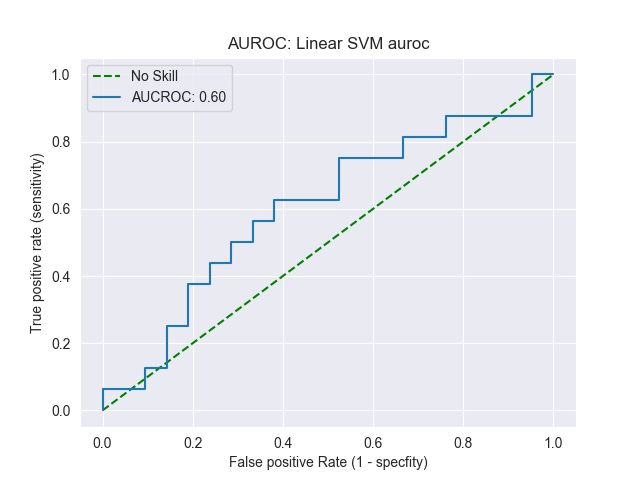 AUROC: Linear SVM auroc
No Skill
AUCROC: 0.60
True positive rate (sensitivity)
1.0
0.8
0.6
0.4
0.2
0.0
0.0 0.2 0.4 0.6 0.8 1.0
False positive Rate (1 - specfity)